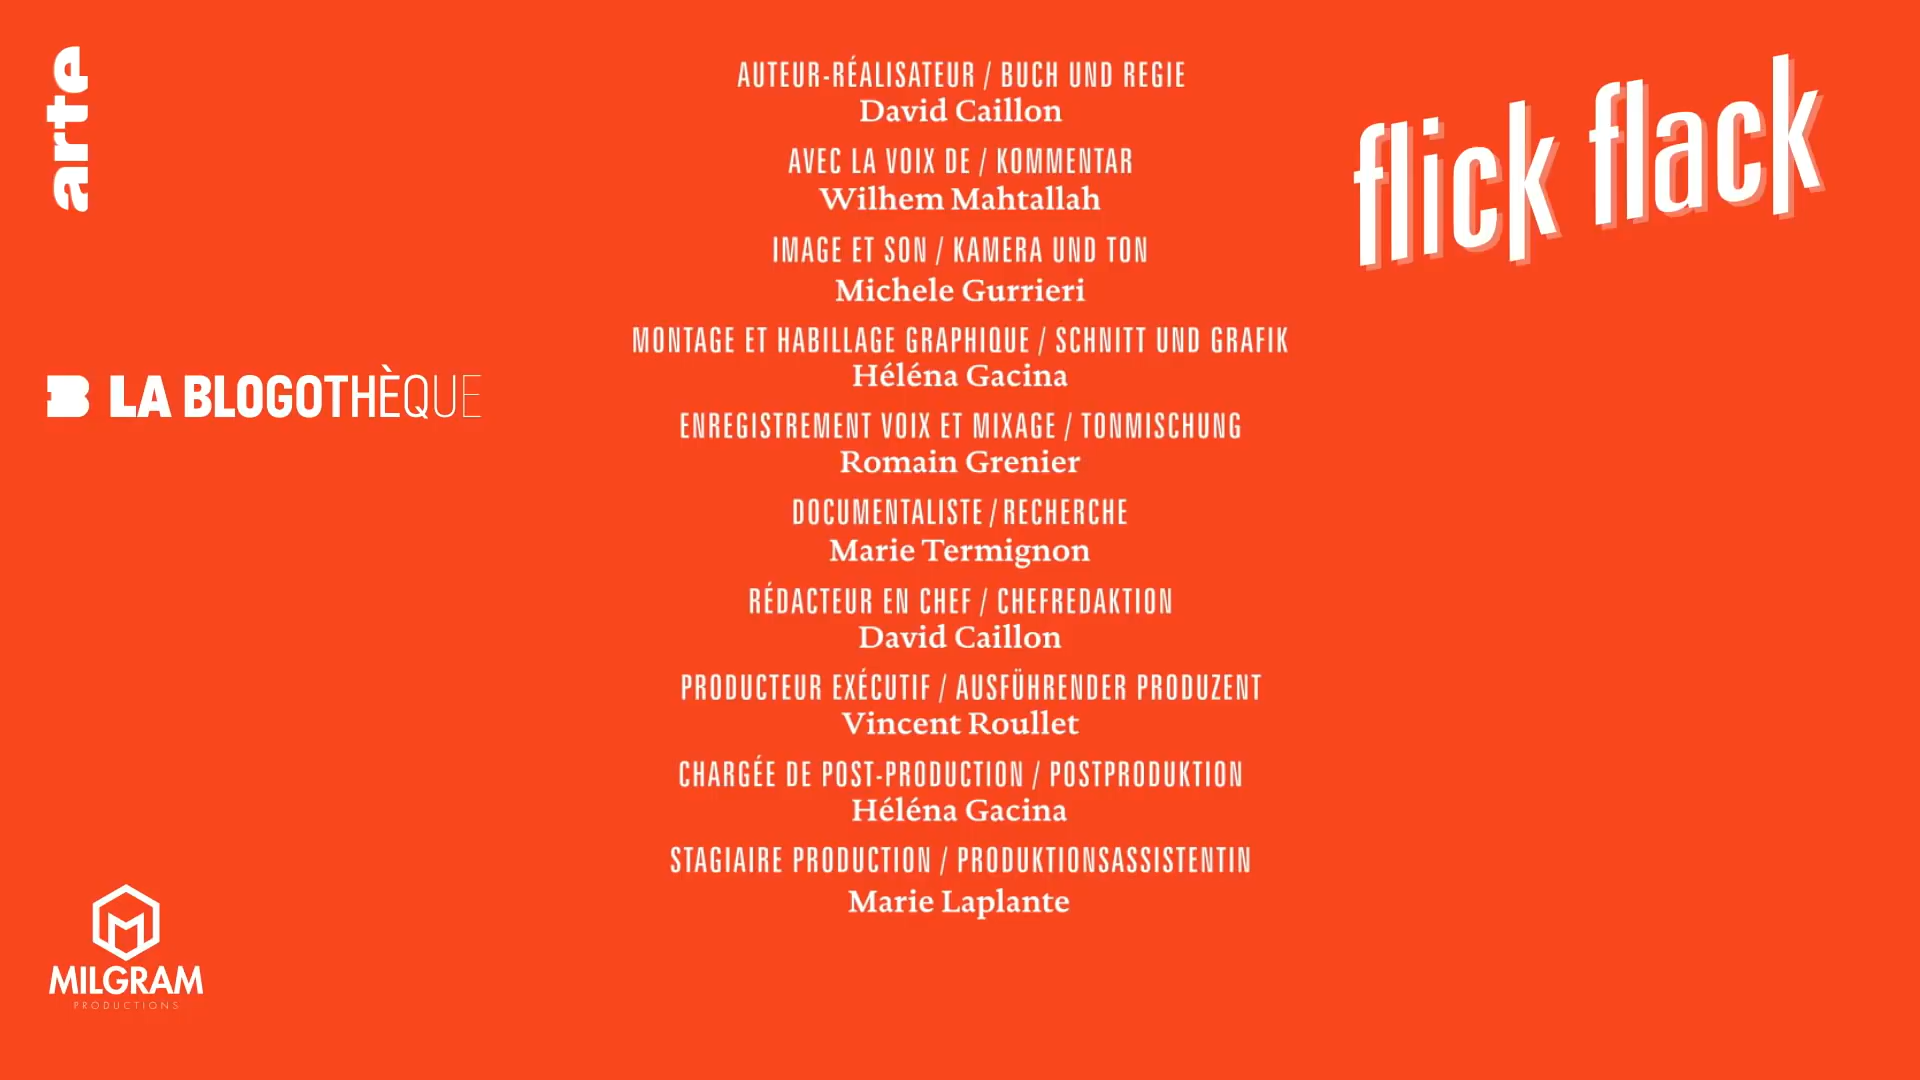 arte
LA BLOGOTHÈQUE
MILGRAM
PRODUCTIONS
AUTEUR-RÉALISATEUR / BUCH UND REGIE
David Caillon
AVEC LA VOIX DE / KOMMENTAR
Wilhem Mahtallah
IMAGE ET SON / KAMERA UND TON
Michele Gurrieri
MONTAGE ET HABILLAGE GRAPHIQUE / SCHNITT UND GRAFIK
Héléna Gacina
ENREGISTREMENT VOIX ET MIXAGE / TONMISCHUNG
Romain Grenier
DOCUMENTALISTE / RECHERCHE
Marie Termignon
RÉDACTEUR EN CHEF / CHEFREDAKTION
David Caillon
PRODUCTEUR EXÉCUTIF / AUSFÜHRENDER PRODUZENT
Vincent Roullet
CHARGÉE DE POST-PRODUCTION / POSTPRODUKTION
Héléna Gacina
STAGIAIRE PRODUCTION / PRODUKTIONSASSISTENTIN
Marie Laplante
flick flack